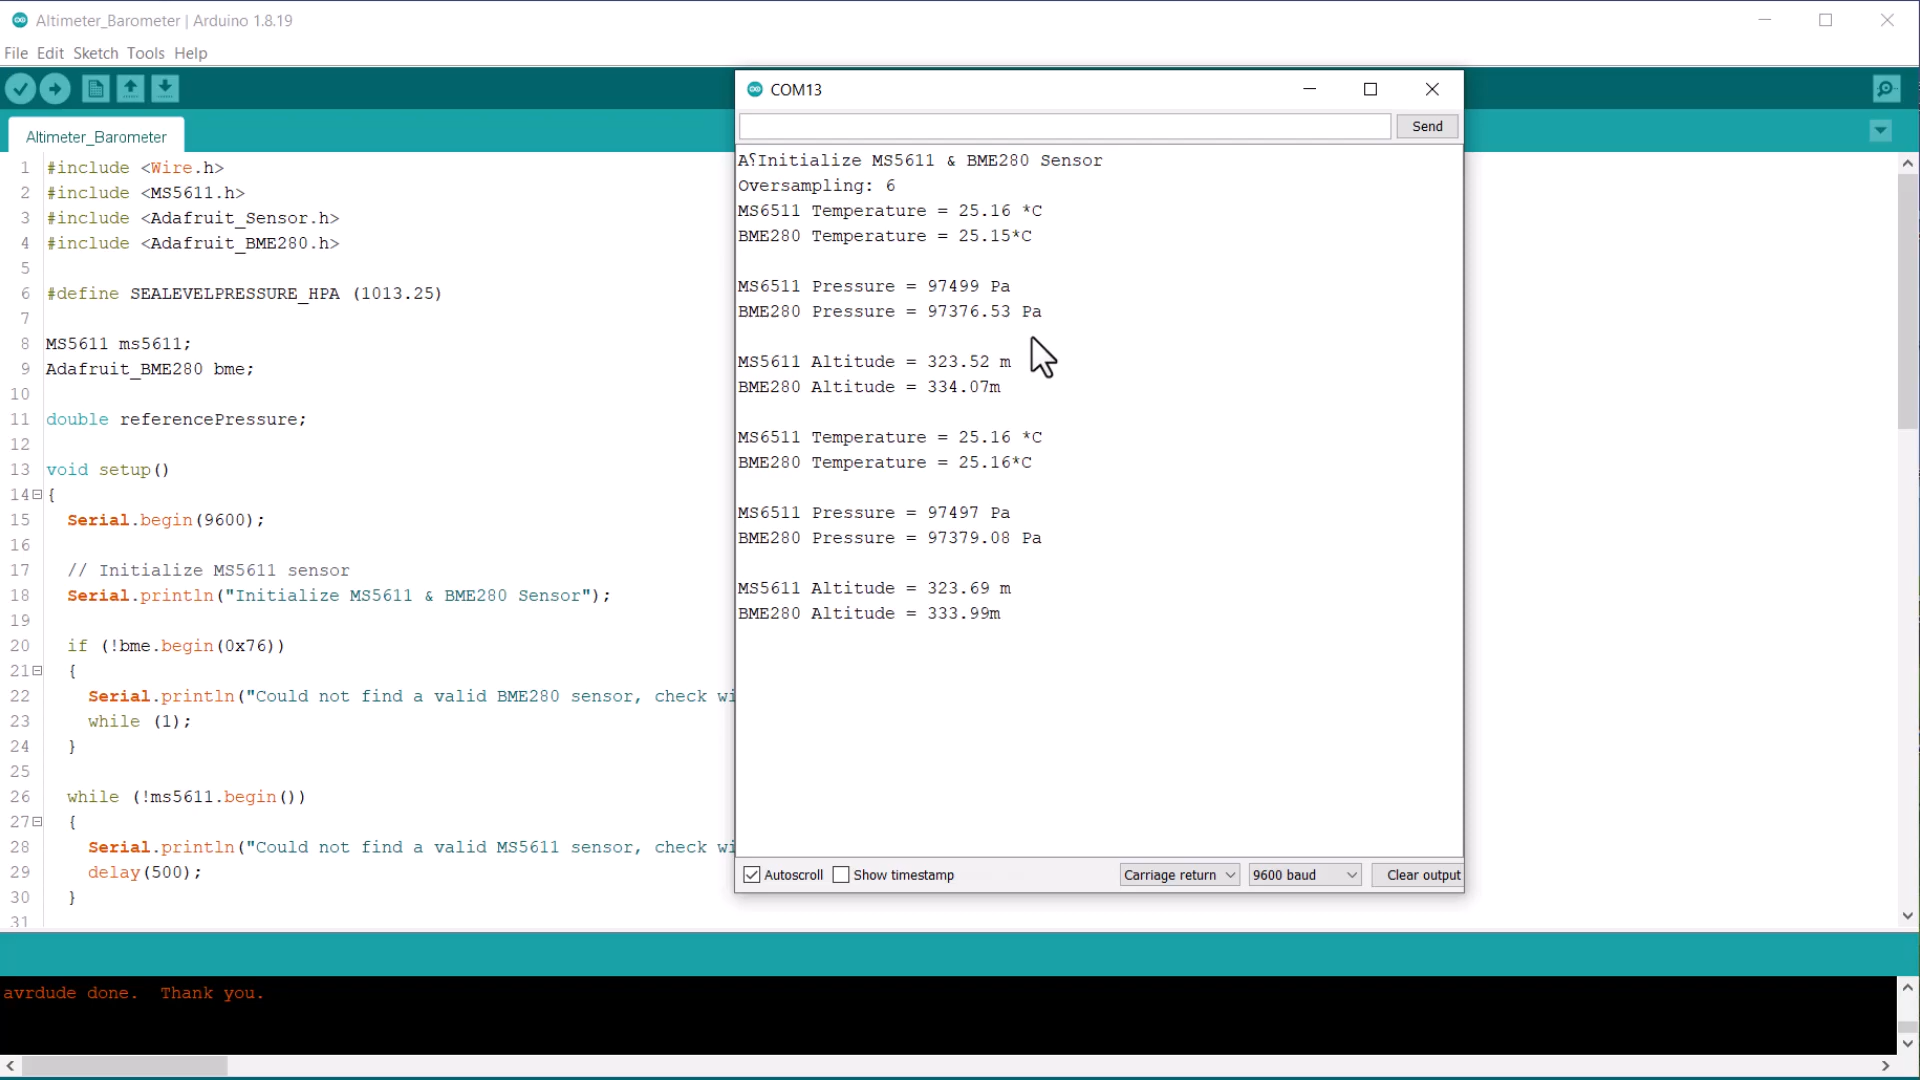 Altimeter_Barometer | Arduino 1.8.19
File Edit Sketch Tools Help
Altimeter_Barometer
1 #include <Wire.h>
2 #include <MS5611.h>
3 #include <Adafruit_Sensor.h>
4 #include <Adafruit_BME280.h>
5
6 #define SEALEVELPRESSURE_HPA (1013.25)
7
8 MS5611 ms5611;
9 Adafruit_BME280 bme;
10
11 double referencePressure;
12
13 void setup()
14 {
15 Serial.begin(9600);
16
17 // Initialize MS5611 sensor
18 Serial.println("Initialize MS5611 & BME280 Sensor");
19
20 if (!bme.begin(0x76))
21 {
22 Serial.println("Could not find a valid BME280 sensor, check wi
23 while (1);
24 }
25
26 while (!ms5611.begin())
27 {
28 Serial.println("Could not find a valid MS5611 sensor, check wi
29 delay(500);
30 }
31
COM13
Send
A⸮Initialize MS5611 & BME280 Sensor
Oversampling: 6
MS6511 Temperature = 25.16 *C
BME280 Temperature = 25.15*C
MS6511 Pressure = 97499 Pa
BME280 Pressure = 97376.53 Pa
MS5611 Altitude = 323.52 m
BME280 Altitude = 334.07m
MS6511 Temperature = 25.16 *C
BME280 Temperature = 25.16*C
MS6511 Pressure = 97497 Pa
BME280 Pressure = 97379.08 Pa
MS5611 Altitude = 323.69 m
BME280 Altitude = 333.99m
Autoscroll Show timestamp Carriage return 9600 baud Clear output
avrdude done. Thank you.